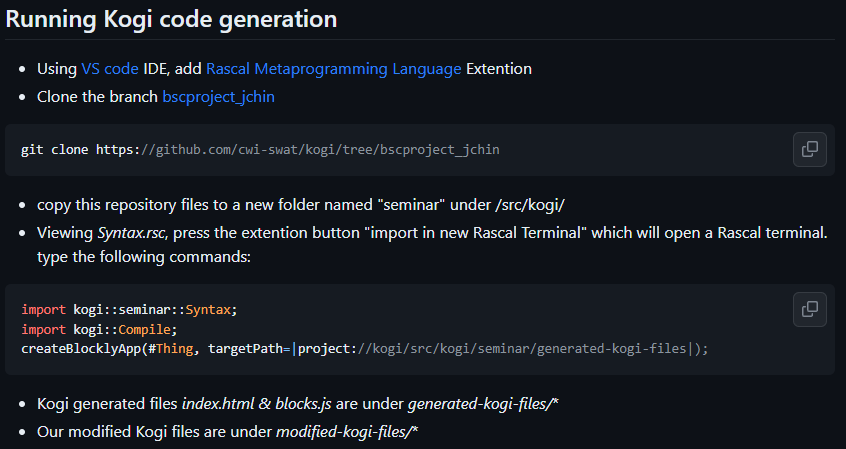 Running Kogi code generation
• Using VS code IDE, add Rascal Metaprogramming Language Extention
• Clone the branch bscproject_jchin
git clone https://github.com/cwi-swat/kogi/tree/bscproject_jchin
• copy this repository files to a new folder named "seminar" under /src/kogi/
• Viewing Syntax.rsc, press the extention button "import in new Rascal Terminal" which will open a Rascal terminal.
type the following commands:
import kogi::seminar::Syntax;
import kogi::Compile;
createBlocklyApp(#Thing, targetPath=|project://kogi/src/kogi/seminar/generated-kogi-files|);
• Kogi generated files index.html & blocks.js are under generated-kogi-files/*
• Our modified Kogi files are under modified-kogi-files/*